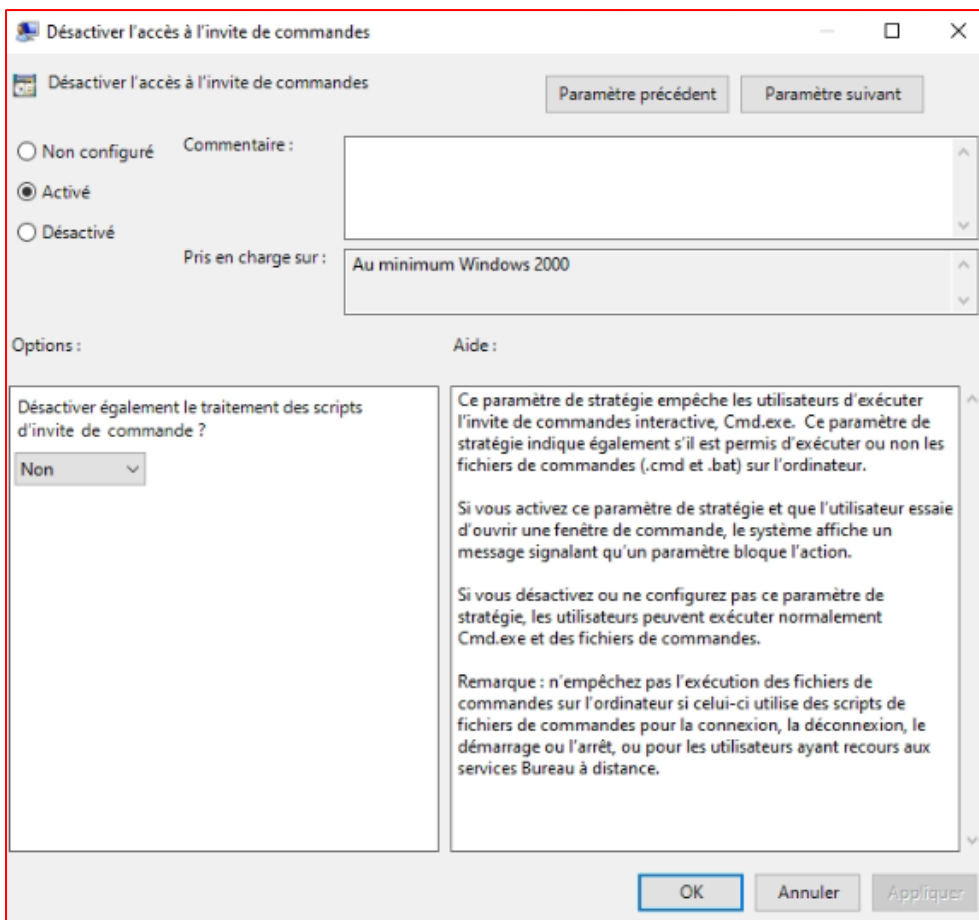 Désactiver l'accès à l'invite de commandes
Désactiver l'accès à l'invite de commandes
Paramètre précédent
Paramètre suivant
Non configuré
Commentaire :
Activé
Désactivé
Pris en charge sur :
Au minimum Windows 2000
Options :
Aide :
Désactiver également le traitement des scripts
d'invite de commande ?
Non
Ce paramètre de stratégie empêche les utilisateurs d'exécuter
l'invite de commandes interactive, Cmd.exe. Ce paramètre de
stratégie indique également s'il est permis d'exécuter ou non les
fichiers de commandes (.cmd et .bat) sur l'ordinateur.
Si vous activez ce paramètre de stratégie et que l'utilisateur essaie
d'ouvrir une fenêtre de commande, le système affiche un
message signalant qu'un paramètre bloque l'action.
Si vous désactivez ou ne configurez pas ce paramètre de
stratégie, les utilisateurs peuvent exécuter normalement
Cmd.exe et des fichiers de commandes.
Remarque : n'empêchez pas l'exécution des fichiers de
commandes sur l'ordinateur si celui-ci utilise des scripts de
fichiers de commandes pour la connexion, la déconnexion, le
démarrage ou l'arrêt, ou pour les utilisateurs ayant recours aux
services Bureau à distance.
OK
Annuler
Appliquer